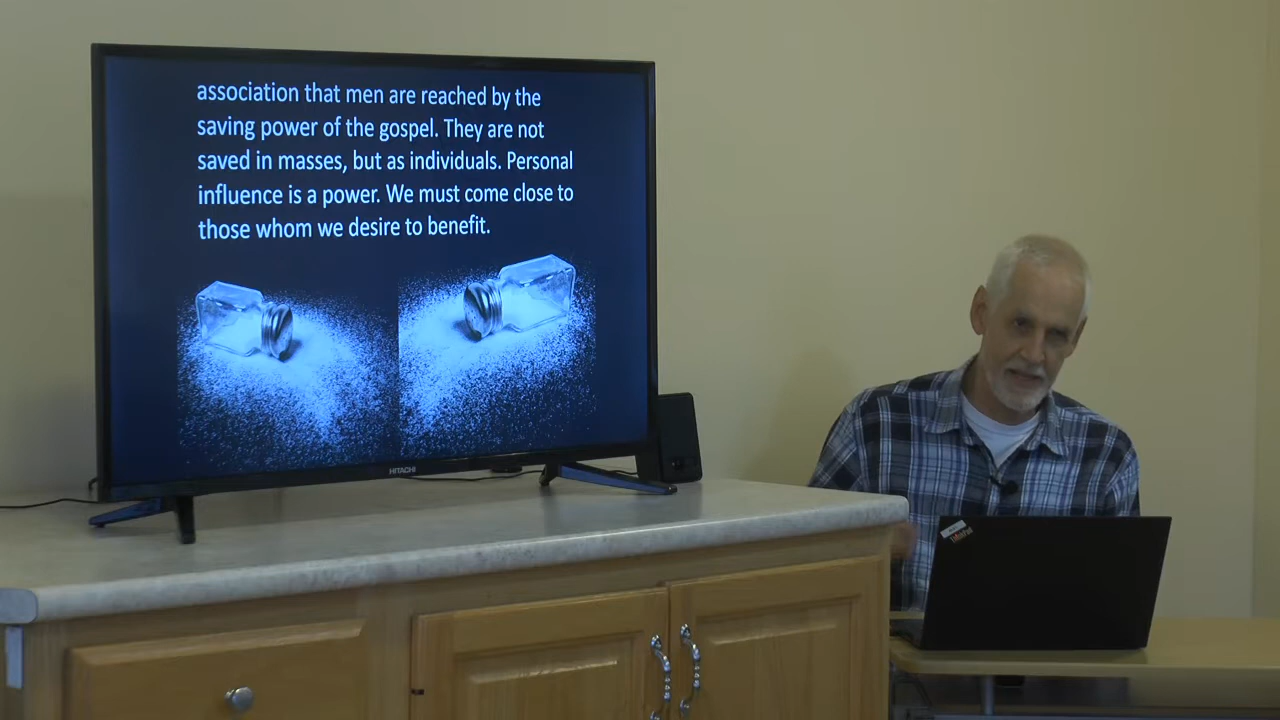 association that men are reached by the
saving power of the gospel. They are not
saved in masses, but as individuals. Personal
influence is a power. We must come close to
those whom we desire to benefit.
HITACHI
ThinkPad